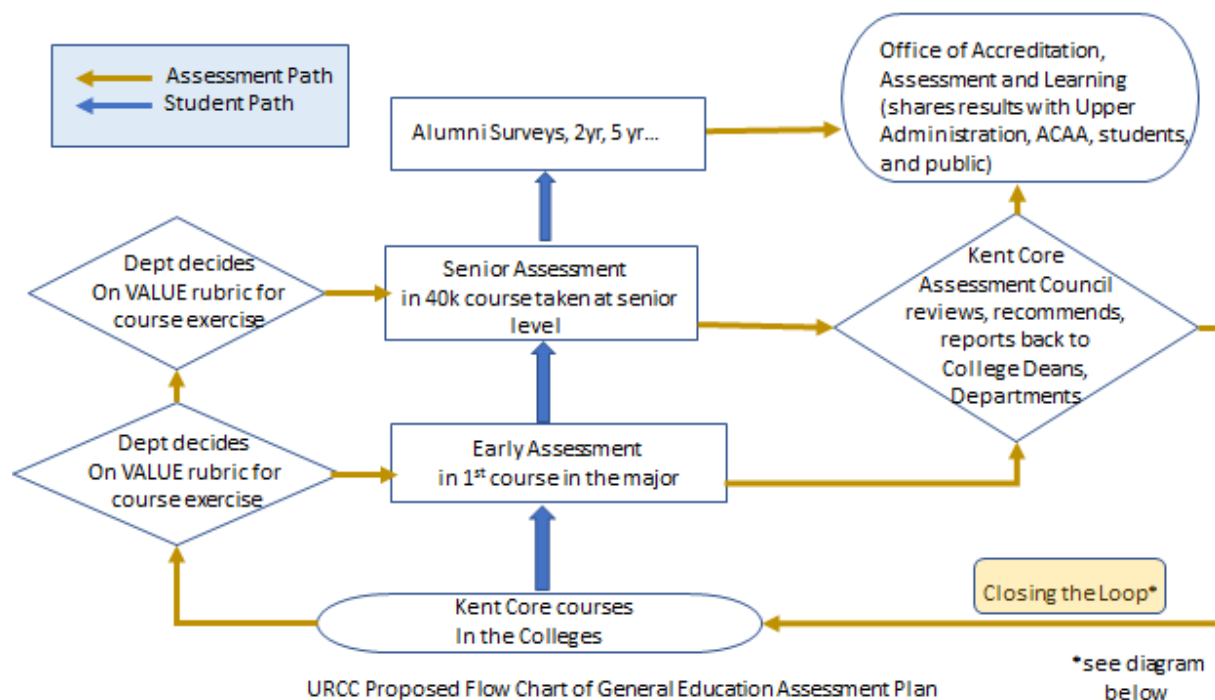 Assessment Path
Student Path
Office of Accreditation,
Assessment and Learning
(shares results with Upper
Administration, ACAA, students,
and public)
Alumni Surveys, 2yr, 5 yr...
Dept decides
On VALUE rubric for
course exercise
Senior Assessment
in 40k course taken at senior
level
Kent Core
Assessment Council
reviews, recommends,
reports back to
College Deans,
Departments
Dept decides
On VALUE rubric for
course exercise
Early Assessment
in 1st course in the major
Closing the Loop*
Kent Core courses
In the Colleges
*see diagram
below
URCC Proposed Flow Chart of General Education Assessment Plan